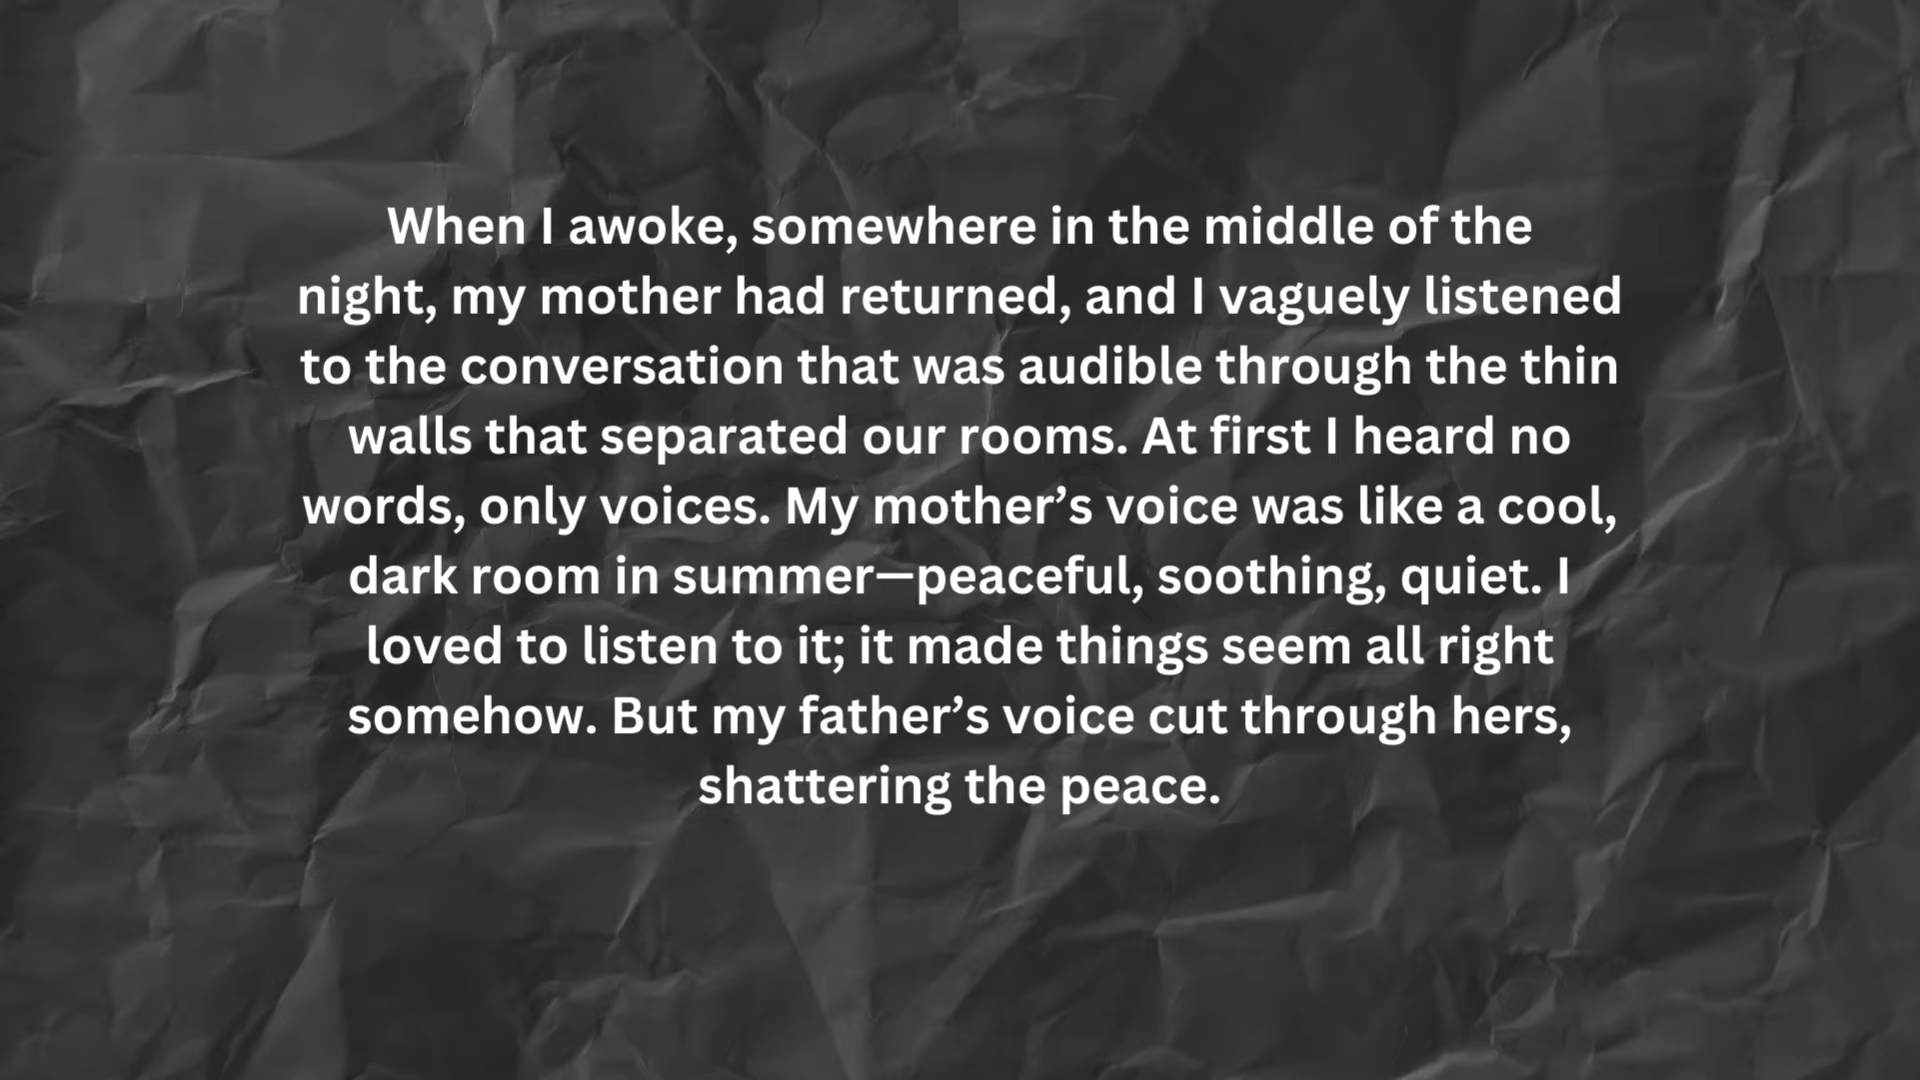 When I awoke, somewhere in the middle of the
night, my mother had returned, and I vaguely listened
to the conversation that was audible through the thin
walls that separated our rooms. At first I heard no
words, only voices. My mother’s voice was like a cool,
dark room in summer—peaceful, soothing, quiet. I
loved to listen to it; it made things seem all right
somehow. But my father’s voice cut through hers,
shattering the peace.